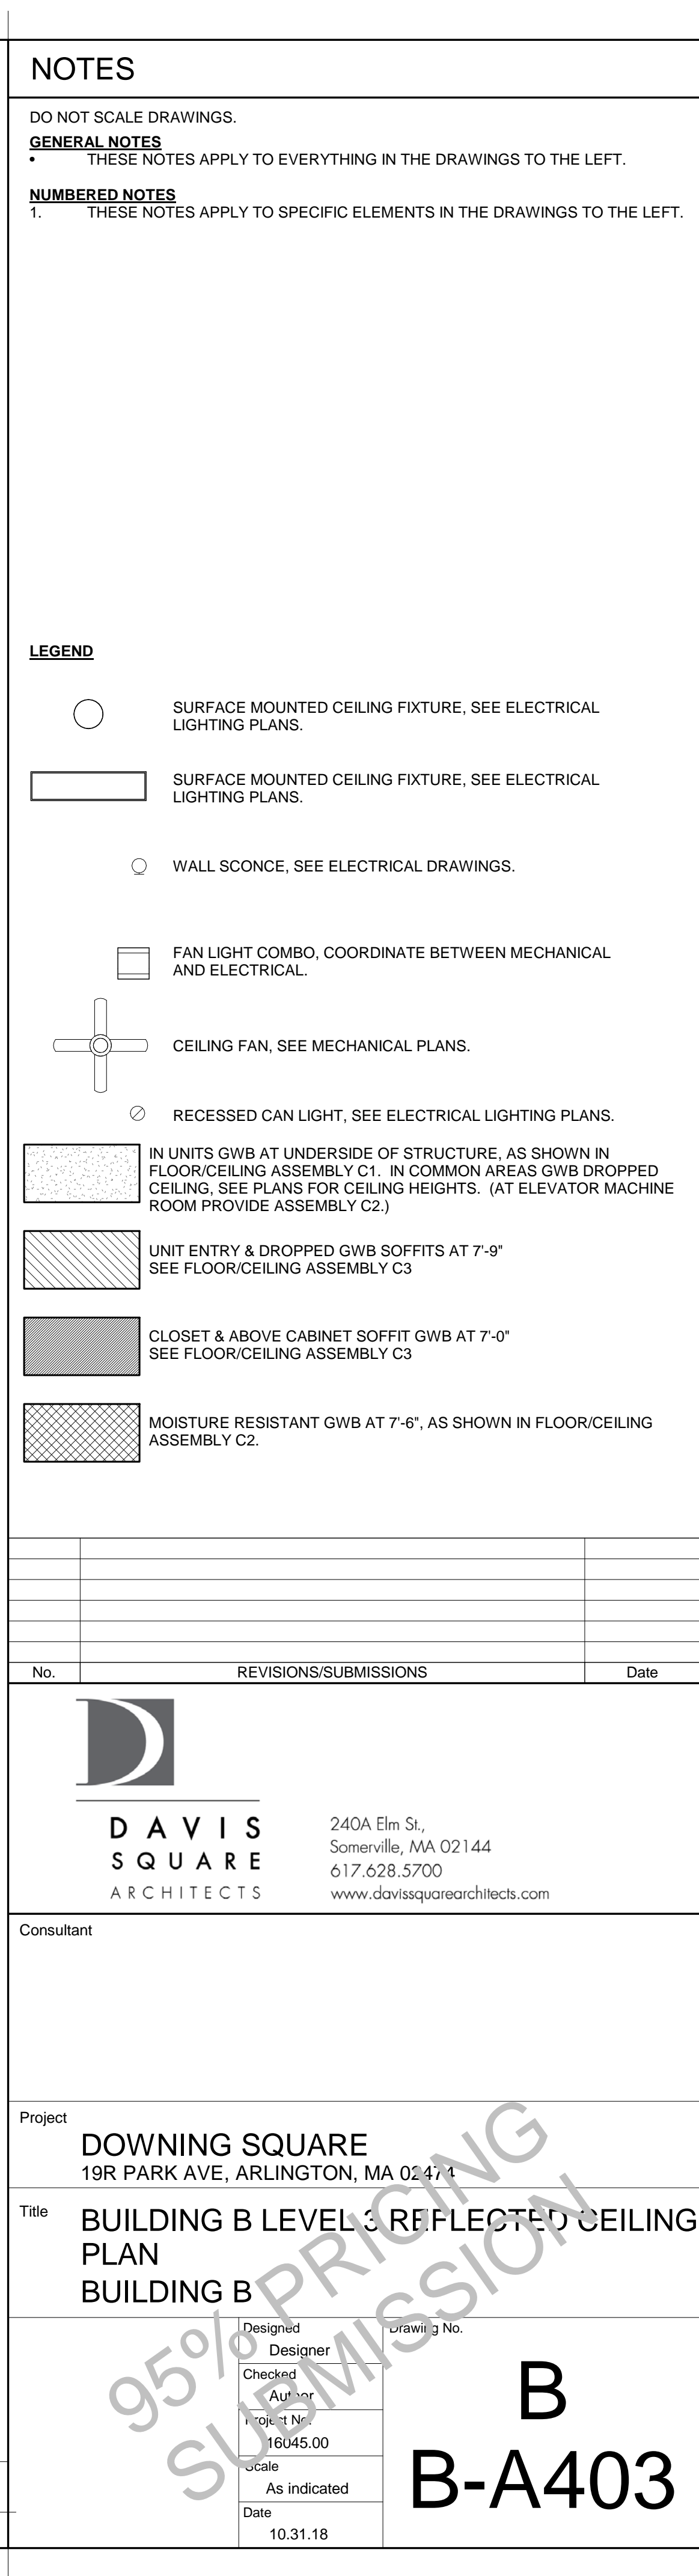 NOTES
DO NOT SCALE DRAWINGS.
GENERAL NOTES
• THESE NOTES APPLY TO EVERYTHING IN THE DRAWINGS TO THE LEFT.
NUMBERED NOTES
1. THESE NOTES APPLY TO SPECIFIC ELEMENTS IN THE DRAWINGS TO THE LEFT.
LEGEND
SURFACE MOUNTED CEILING FIXTURE, SEE ELECTRICAL
LIGHTING PLANS.
SURFACE MOUNTED CEILING FIXTURE, SEE ELECTRICAL
LIGHTING PLANS.
WALL SCONCE, SEE ELECTRICAL DRAWINGS.
FAN LIGHT COMBO, COORDINATE BETWEEN MECHANICAL
AND ELECTRICAL.
CEILING FAN, SEE MECHANICAL PLANS.
RECESSED CAN LIGHT, SEE ELECTRICAL LIGHTING PLANS.
IN UNITS GWB AT UNDERSIDE OF STRUCTURE, AS SHOWN IN
FLOOR/CEILING ASSEMBLY C1. IN COMMON AREAS GWB DROPPED
CEILING, SEE PLANS FOR CEILING HEIGHTS. (AT ELEVATOR MACHINE
ROOM PROVIDE ASSEMBLY C2.)
UNIT ENTRY & DROPPED GWB SOFFITS AT 7'-9"
SEE FLOOR/CEILING ASSEMBLY C3
CLOSET & ABOVE CABINET SOFFIT GWB AT 7'-0"
SEE FLOOR/CEILING ASSEMBLY C3
MOISTURE RESISTANT GWB AT 7'-6", AS SHOWN IN FLOOR/CEILING
ASSEMBLY C2.
No. REVISIONS/SUBMISSIONS Date
DAVIS
SQUARE
ARCHITECTS
240A Elm St.,
Somerville, MA 02144
617.628.5700
www.davissquarearchitects.com
Consultant
Project
DOWNING SQUARE
19R PARK AVE, ARLINGTON, MA 02474
Title
BUILDING B LEVEL 3 REFLECTED CEILING
PLAN
BUILDING B
95% PRICING
SUBMISSION
Designed
Designer
Checked
Author
Project No.
16045.00
Scale
As indicated
Date
10.31.18
Drawing No.
B
B-A403